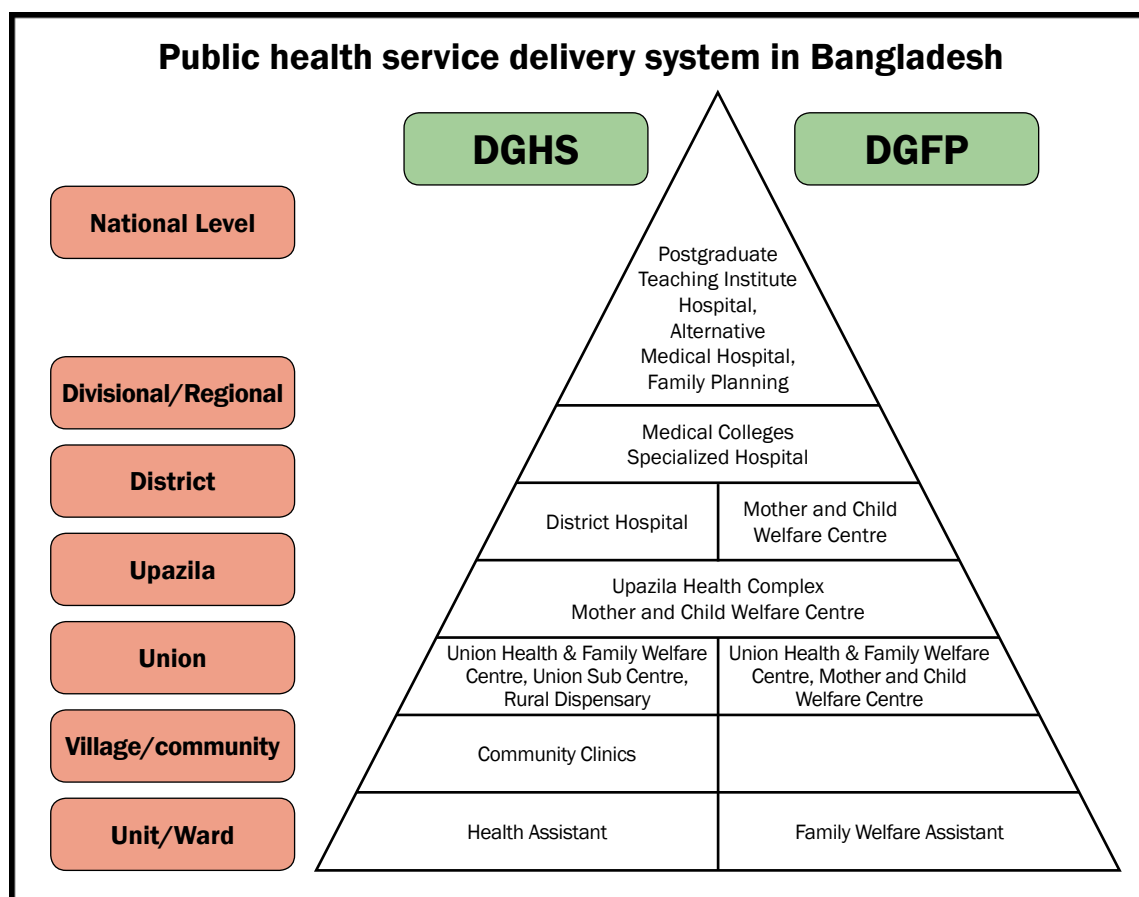 Public health service delivery system in Bangladesh
DGHS
DGFP
National Level
Postgraduate
Teaching Institute
Hospital,
Alternative
Medical Hospital,
Family Planning
Divisional/Regional
Medical Colleges
Specialized Hospital
District
District Hospital
Mother and Child
Welfare Centre
Upazila
Upazila Health Complex
Mother and Child Welfare Centre
Union
Union Health & Family Welfare
Centre, Union Sub Centre,
Rural Dispensary
Union Health & Family Welfare
Centre, Mother and Child
Welfare Centre
Village/community
Community Clinics
Unit/Ward
Health Assistant
Family Welfare Assistant